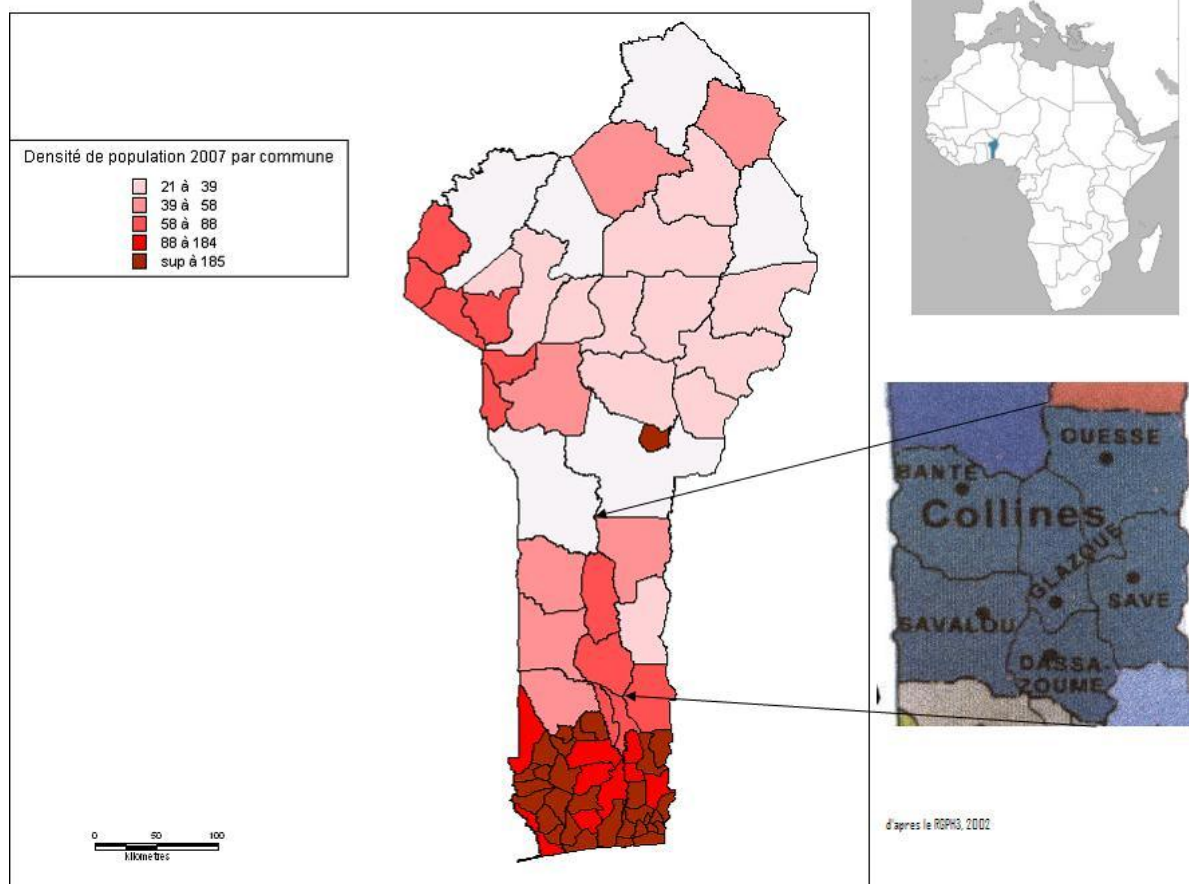 Densité de population 2007 par commune
21 à 39
39 à 58
58 à 88
88 à 184
sup à 185
0 50 100
kilometres
OUESSE
BANTE
Collines
GLAZOUE
SAVE
SAVALOU
DASSA-
ZOUME
d'apres le RGPH3, 2002